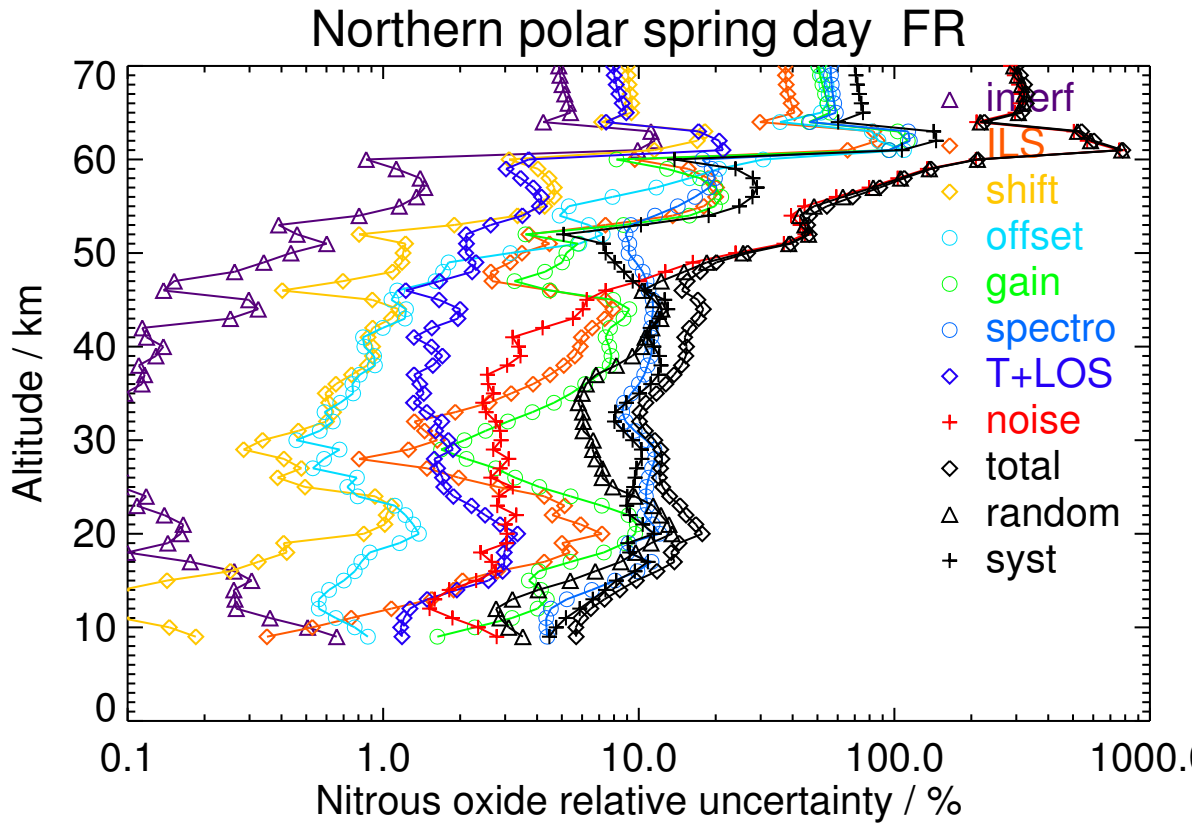 Northern polar spring day FR
70
60
50
40
30
20
10
0
Altitude / km
interf
ILS
shift
offset
gain
spectro
T+LOS
noise
total
random
syst
0.1 1.0 10.0 100.0 1000.0
Nitrous oxide relative uncertainty / %